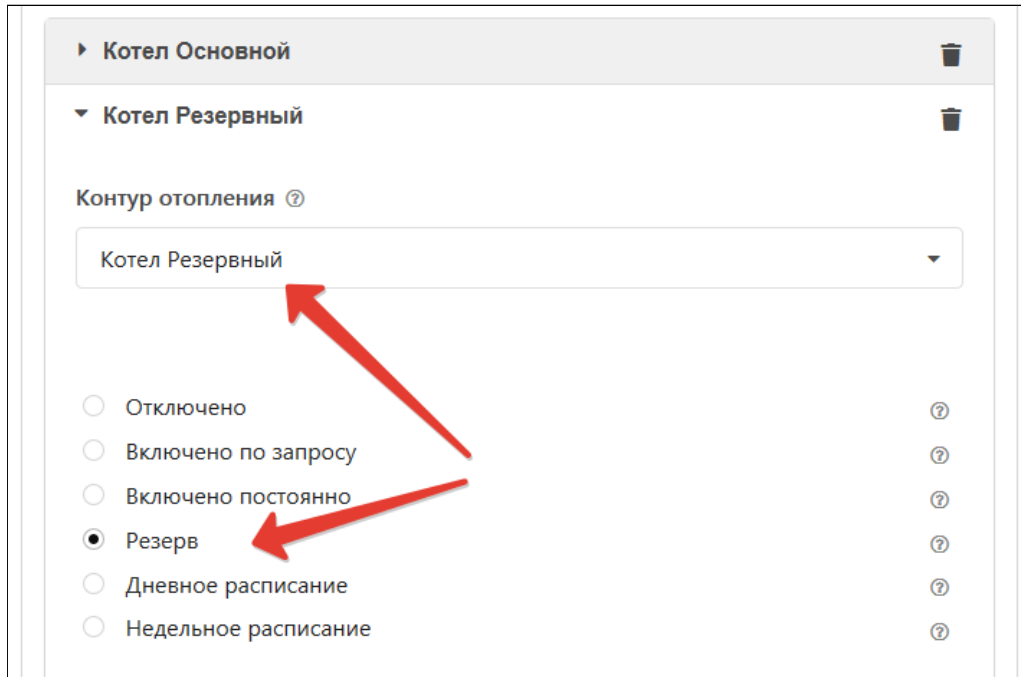 Котел Основной
Котел Резервный
Контур отопления
Котел Резервный
Отключено
Включено по запросу
Включено постоянно
Резерв
Дневное расписание
Недельное расписание